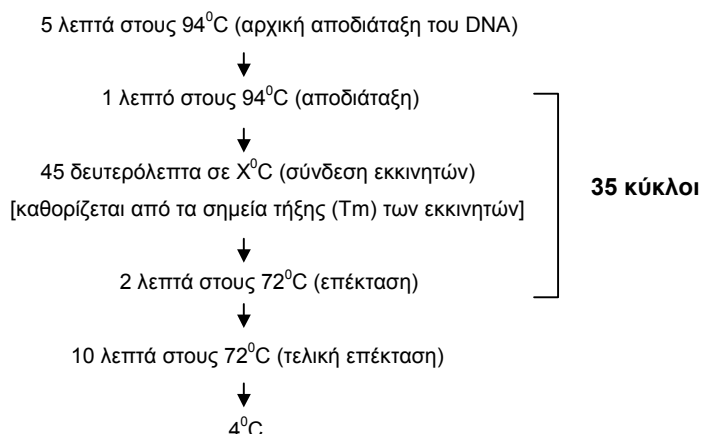 5 λεπτά στους 94⁰C (αρχική αποδιάταξη του DNA)
1 λεπτό στους 94⁰C (αποδιάταξη)
45 δευτερόλεπτα σε Χ⁰C (σύνδεση εκκινητών)
[καθορίζεται από τα σημεία τήξης (Tm) των εκκινητών]
35 κύκλοι
2 λεπτά στους 72⁰C (επέκταση)
10 λεπτά στους 72⁰C (τελική επέκταση)
4⁰C